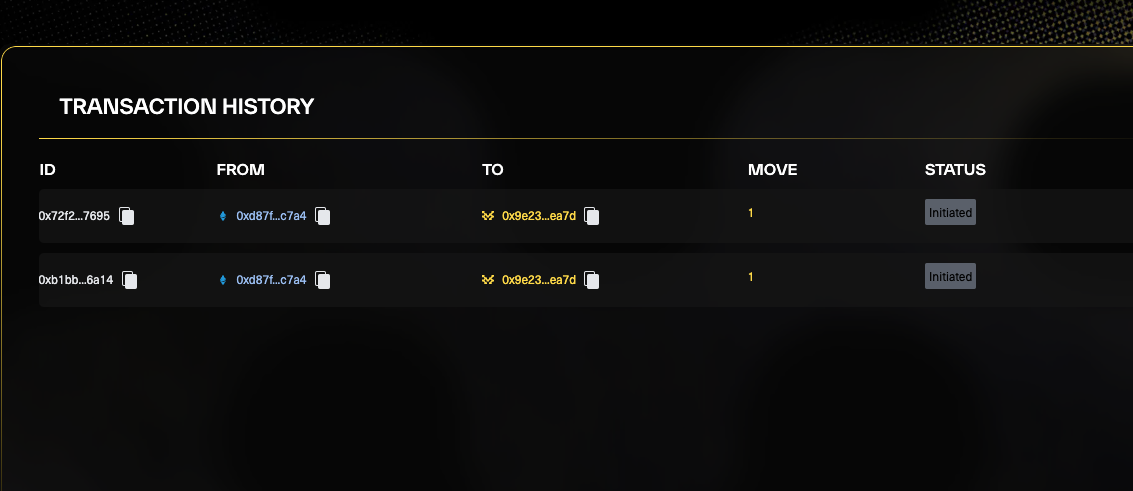 TRANSACTION HISTORY
ID FROM TO MOVE STATUS
0x72f2...7695 0xd87f...c7a4 0x9e23...ea7d 1 Initiated
0xb1bb...6a14 0xd87f...c7a4 0x9e23...ea7d 1 Initiated